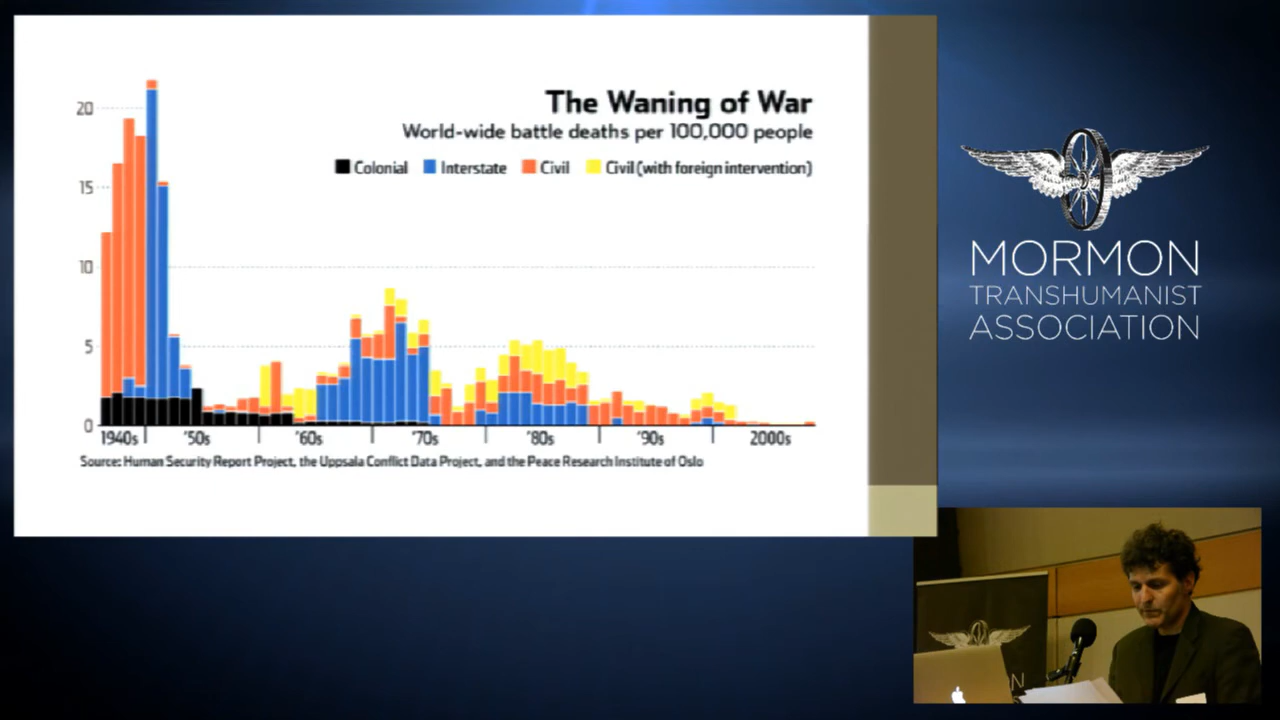 The Waning of War
World-wide battle deaths per 100,000 people
Colonial Interstate Civil Civil (with foreign intervention)
20
15
10
5
0
1940s '50s '60s '70s '80s '90s 2000s
Source: Human Security Report Project, the Uppsala Conflict Data Project, and the Peace Research Institute of Oslo
MORMON
TRANSHUMANIST
ASSOCIATION